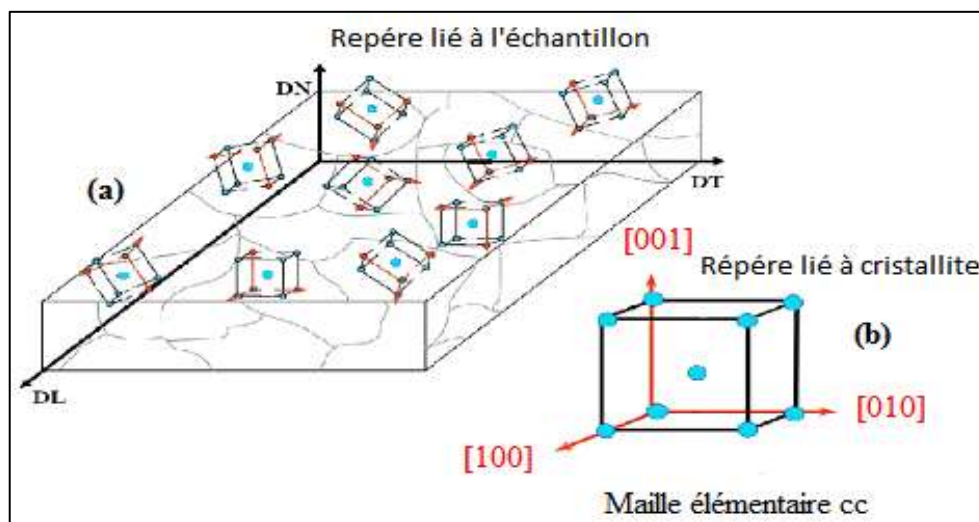 Repére lié à l'échantillon
DN
(a)
DT
DL
[001]
Répére lié à cristallite
(b)
[010]
[100]
Maille élémentaire cc